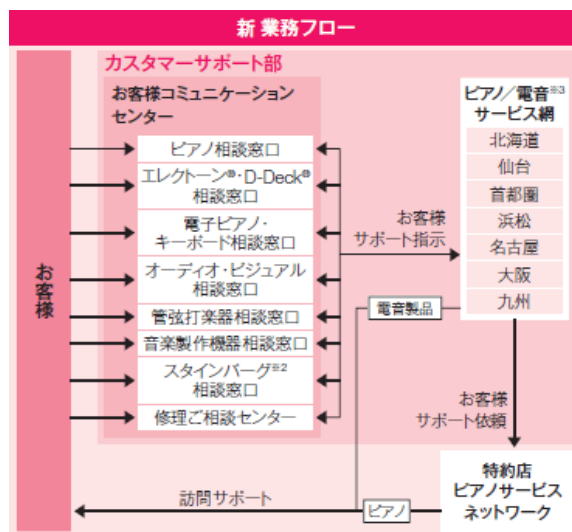 新 業務フロー
カスタマーサポート部
お客様コミュニケーション
センター
ピアノ相談窓口
エレクトーン®・D-Deck®
相談窓口
電子ピアノ・
キーボード相談窓口
オーディオ・ビジュアル
相談窓口
管弦打楽器相談窓口
音楽製作機器相談窓口
スタインバーグ※2
相談窓口
修理ご相談センター
お客様
お客様
サポート指示
ピアノ／電音※3
サービス網
北海道
仙台
首都圏
浜松
名古屋
大阪
九州
電音製品
お客様
サポート依頼
特約店
ピアノサービス
ネットワーク
訪問サポート
ピアノ